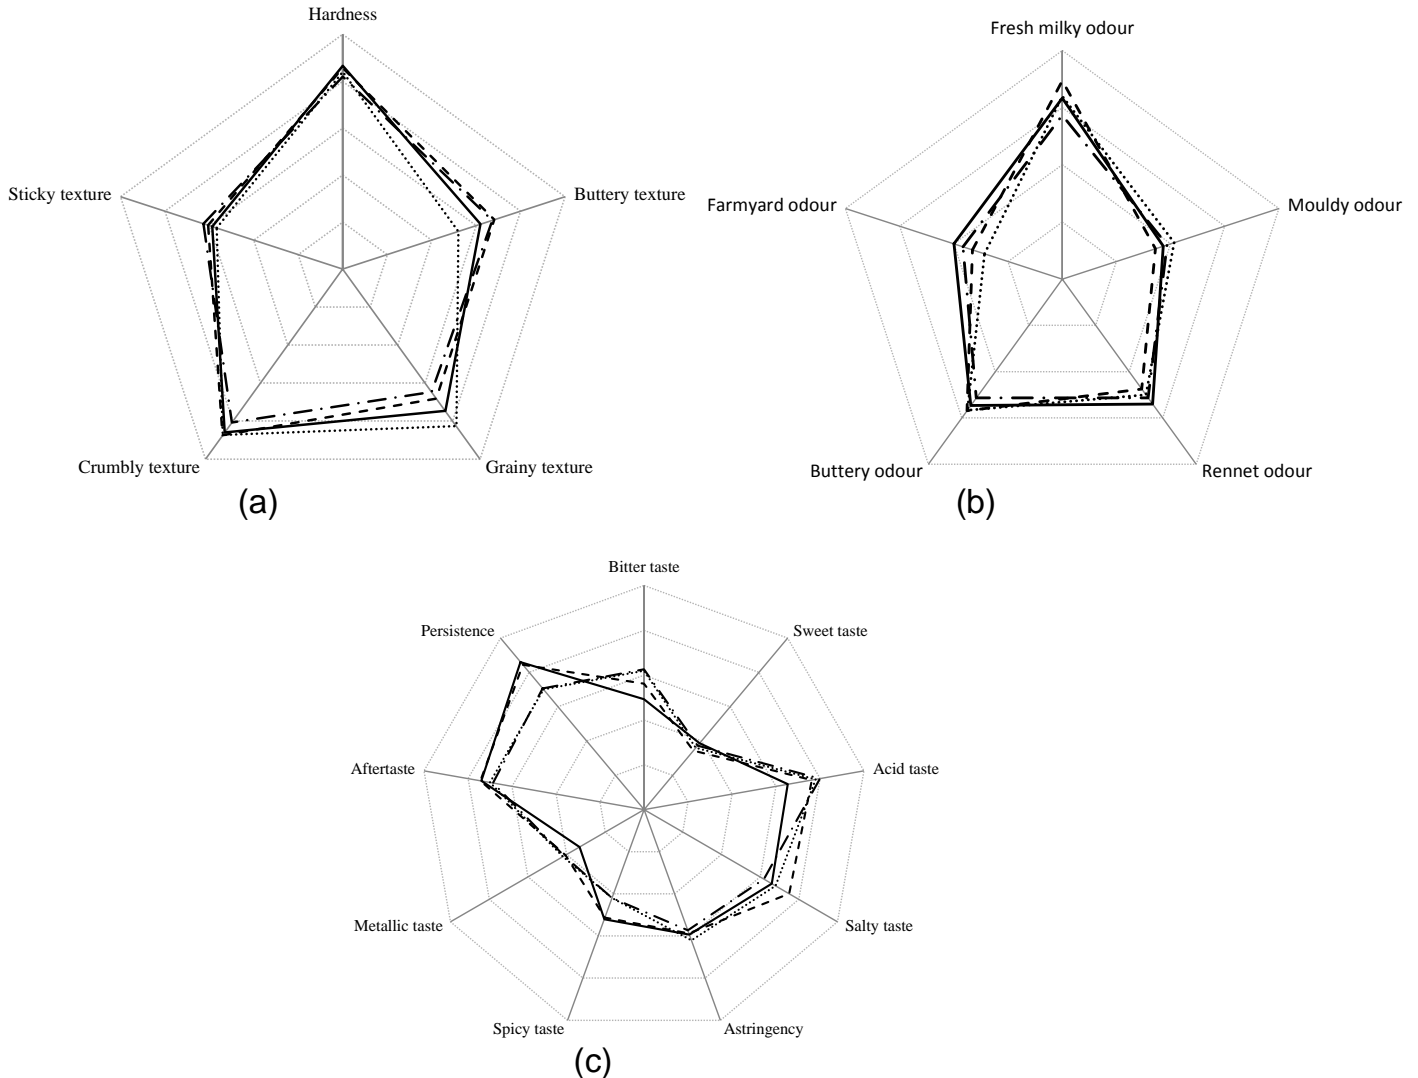 Hardness
Sticky texture
Buttery texture
Crumbly texture
Grainy texture
(a)
Fresh milky odour
Farmyard odour
Mouldy odour
Buttery odour
Rennet odour
(b)
Bitter taste
Persistence
Sweet taste
Aftertaste
Acid taste
Metallic taste
Salty taste
Spicy taste
Astringency
(c)